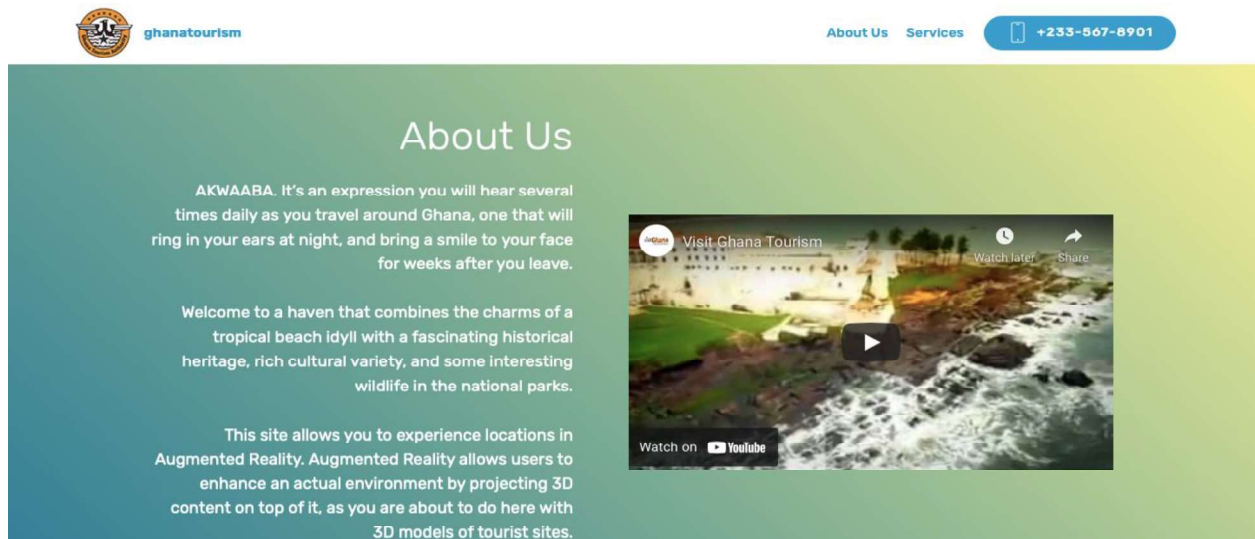 ghanatourism
About Us
Services
+233-567-8901
About Us
AKWAABA. It's an expression you will hear several
times daily as you travel around Ghana, one that will
ring in your ears at night, and bring a smile to your face
for weeks after you leave.
Welcome to a haven that combines the charms of a
tropical beach idyll with a fascinating historical
heritage, rich cultural variety, and some interesting
wildlife in the national parks.
This site allows you to experience locations in
Augmented Reality. Augmented Reality allows users to
enhance an actual environment by projecting 3D
content on top of it, as you are about to do here with
3D models of tourist sites.
Visit Ghana Tourism
Watch later
Share
Watch on YouTube